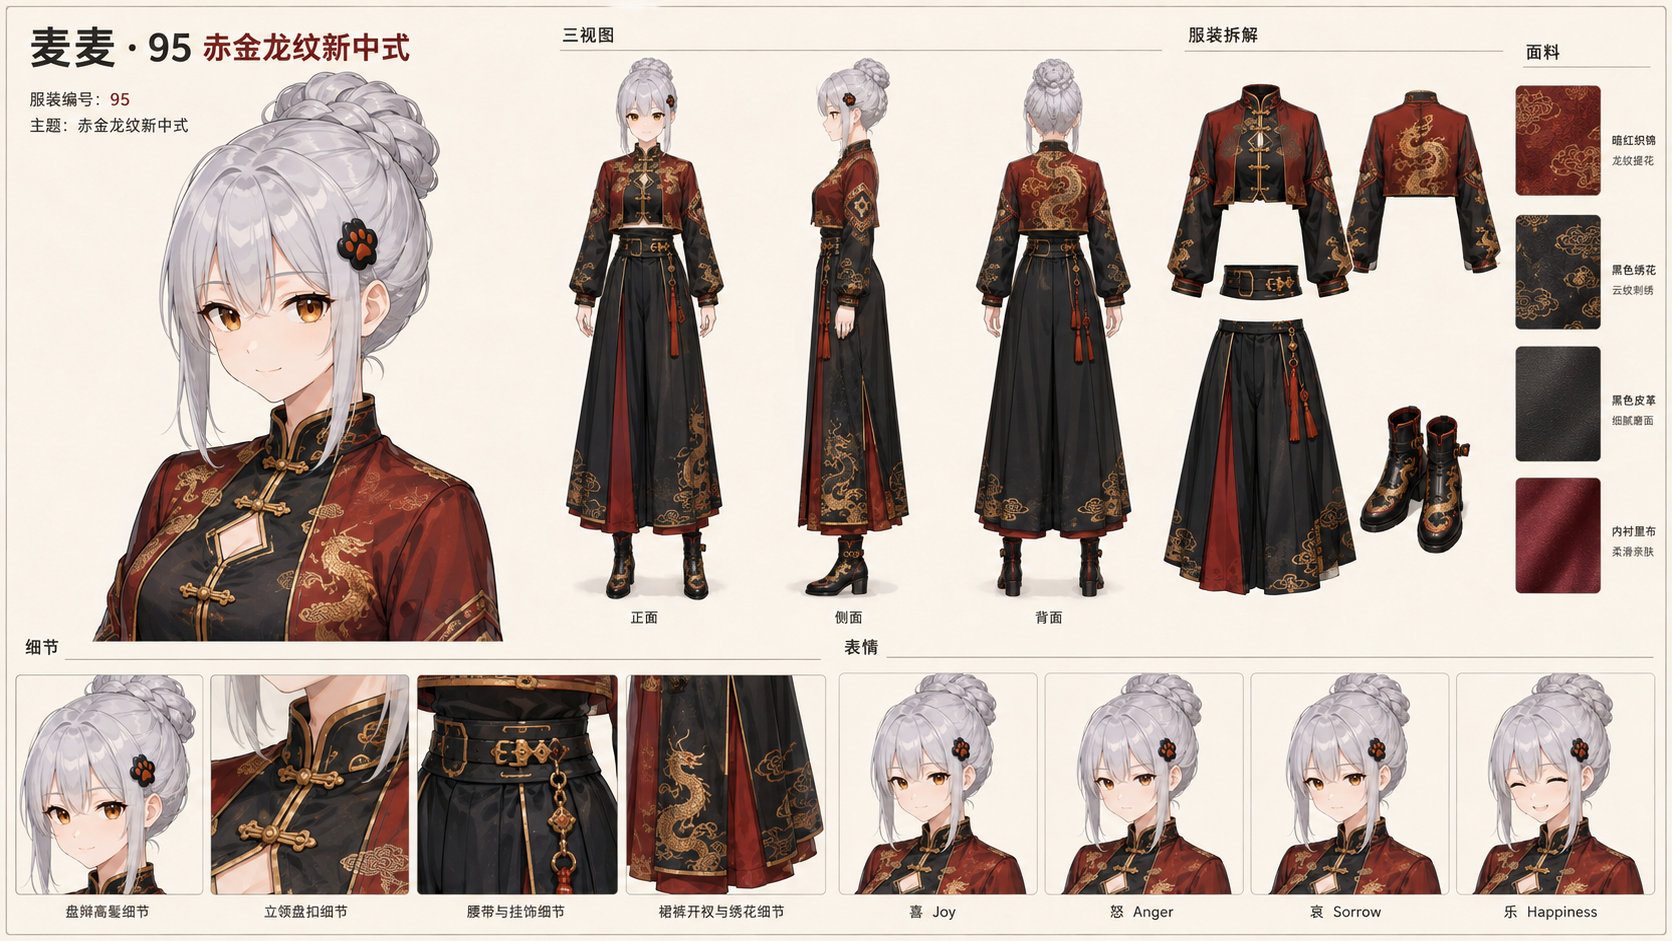 麦麦·95 赤金龙纹新中式
服装编号：95
主题：赤金龙纹新中式
三视图
正面
侧面
背面
服装拆解
面料
暗红织锦
龙纹提花
黑色绣花
云纹刺绣
黑色皮革
细腻磨面
内衬里布
柔滑亲肤
细节
盘辫高髻细节
立领盘扣细节
腰带与挂饰细节
裙裤开衩与绣花细节
表情
喜 Joy
怒 Anger
哀 Sorrow
乐 Happiness